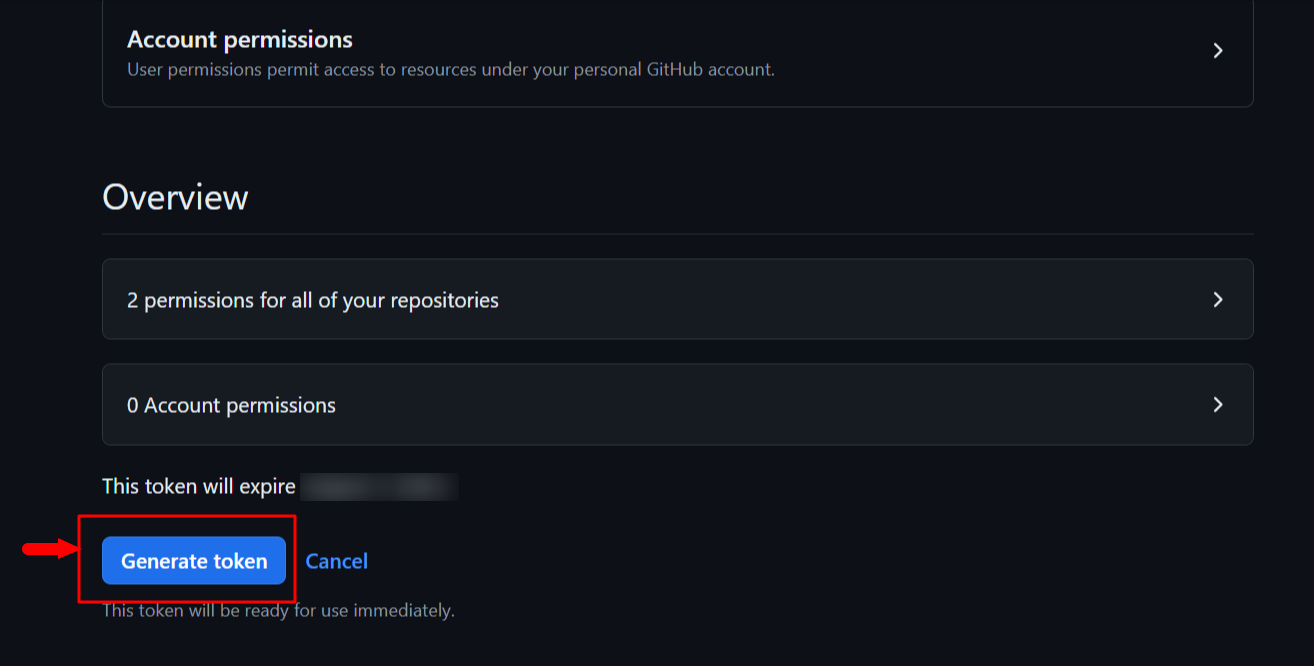 Account permissions
User permissions permit access to resources under your personal GitHub account.
Overview
2 permissions for all of your repositories
0 Account permissions
This token will expire
Generate token Cancel
This token will be ready for use immediately.